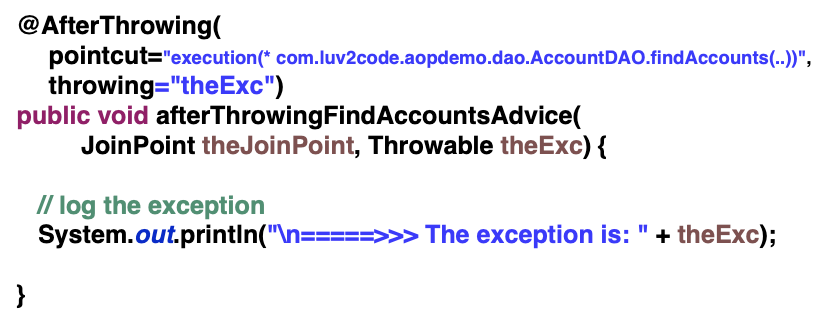 @AfterThrowing(
pointcut="execution(* com.luv2code.aopdemo.dao.AccountDAO.findAccounts(..))",
throwing="theExc")
public void afterThrowingFindAccountsAdvice(
JoinPoint theJoinPoint, Throwable theExc) {
// log the exception
System.out.println("\n=====>>> The exception is: " + theExc);
}